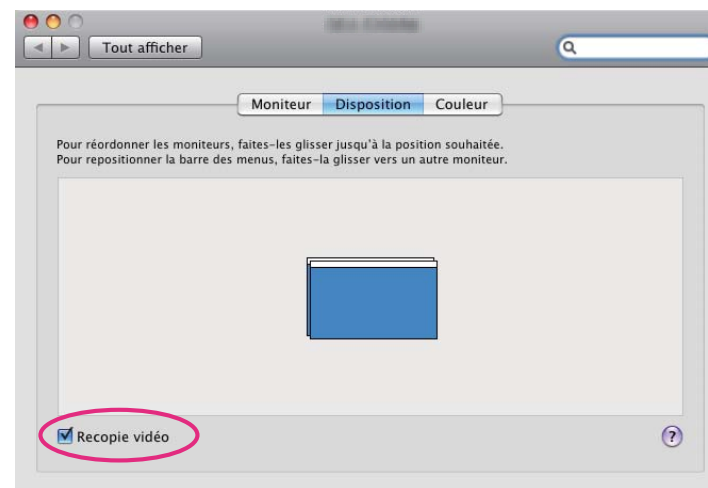 Tout afficher
Moniteur Disposition Couleur
Pour réordonner les moniteurs, faites-les glisser jusqu'à la position souhaitée.
Pour repositionner la barre des menus, faites-la glisser vers un autre moniteur.
Recopie vidéo
?